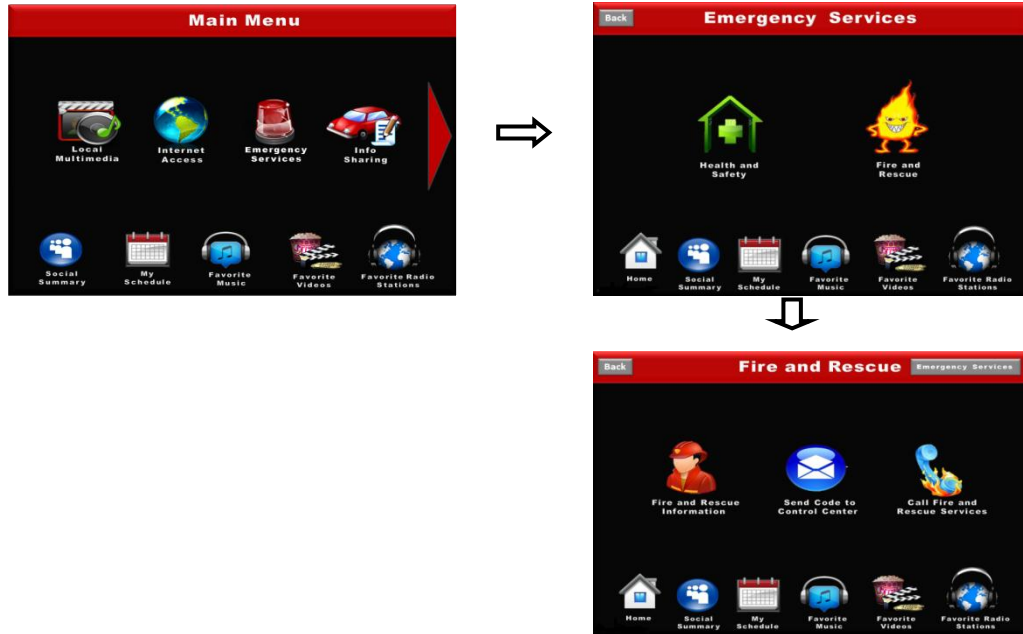 Main Menu
Local
Multimedia
Internet
Access
Emergency
Services
Info
Sharing
Social
Summary
My
Schedule
Favorite
Music
Favorite
Videos
Favorite Radio
Stations
Back
Emergency Services
Health and
Safety
Fire and
Rescue
Home
Social
Summary
My
Schedule
Favorite
Music
Favorite
Videos
Favorite Radio
Stations
Back
Fire and Rescue
Emergency Services
Fire and Rescue
Information
Send Code to
Control Center
Call Fire and
Rescue Services
Home
Social
Summary
My
Schedule
Favorite
Music
Favorite
Videos
Favorite Radio
Stations